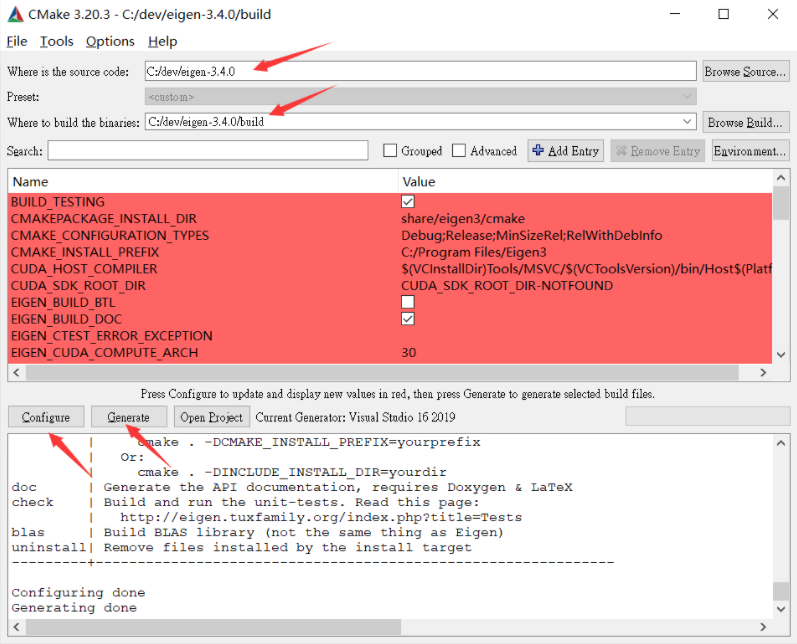 CMake 3.20.3 - C:/dev/eigen-3.4.0/build
File Tools Options Help
Where is the source code: C:/dev/eigen-3.4.0 Browse Source...
Preset: <custom>
Where to build the binaries: C:/dev/eigen-3.4.0/build Browse Build...
Search: Grouped Advanced Add Entry Remove Entry Environment...
Name Value
BUILD_TESTING
CMAKEPACKAGE_INSTALL_DIR share/eigen3/cmake
CMAKE_CONFIGURATION_TYPES Debug;Release;MinSizeRel;RelWithDebInfo
CMAKE_INSTALL_PREFIX C:/Program Files/Eigen3
CUDA_HOST_COMPILER $(VCInstallDir)Tools/MSVC/$(VCToolsVersion)/bin/Host$(Platf
CUDA_SDK_ROOT_DIR CUDA_SDK_ROOT_DIR-NOTFOUND
EIGEN_BUILD_BTL
EIGEN_BUILD_DOC
EIGEN_CTEST_ERROR_EXCEPTION
EIGEN_CUDA_COMPUTE_ARCH 30
Press Configure to update and display new values in red, then press Generate to generate selected build files.
Configure Generate Open Project Current Generator: Visual Studio 16 2019
| cmake . -DCMAKE_INSTALL_PREFIX=yourprefix
| Or:
| cmake . -DINCLUDE_INSTALL_DIR=yourdir
doc | Generate the API documentation, requires Doxygen & LaTeX
check | Build and run the unit-tests. Read this page:
| http://eigen.tuxfamily.org/index.php?title=Tests
blas | Build BLAS library (not the same thing as Eigen)
uninstall| Remove files installed by the install target
---------+--------------------------------------------------------------
Configuring done
Generating done